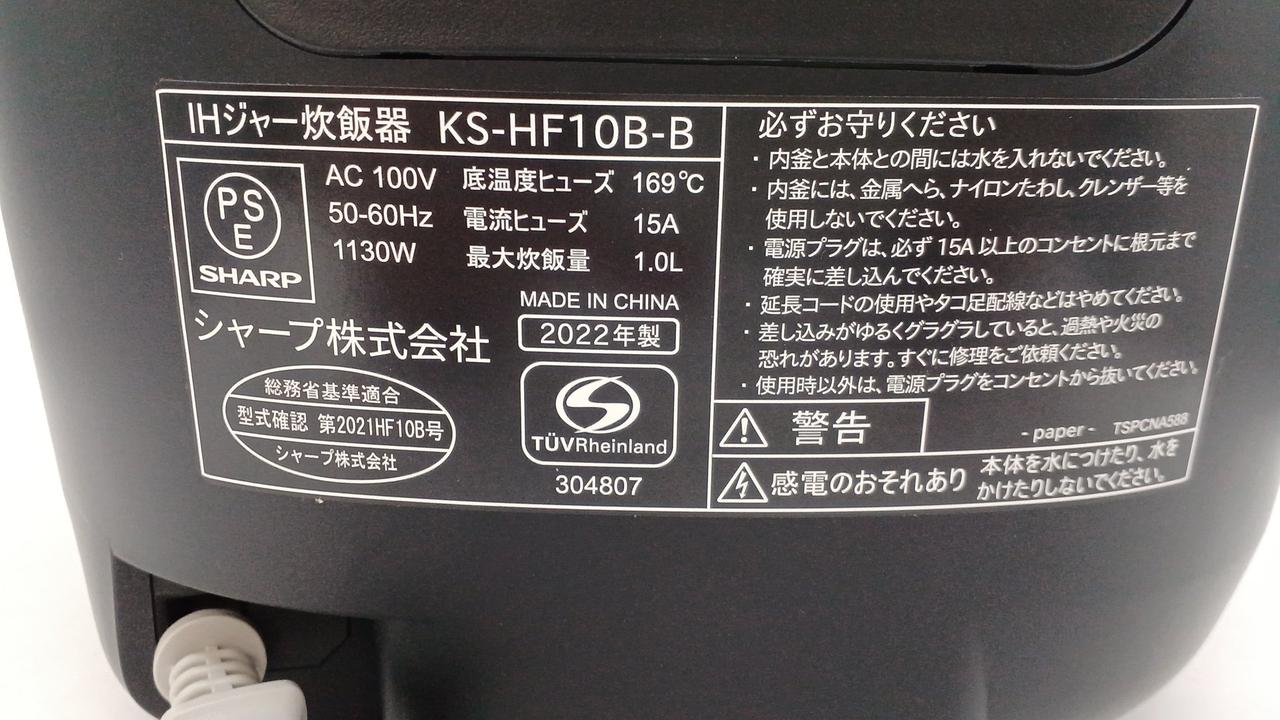 IHジャー炊飯器 KS-HF10B-B
PS
E
SHARP
AC 100V 底温度ヒューズ 169℃
50-60Hz 電流ヒューズ 15A
1130W 最大炊飯量 1.0L
MADE IN CHINA
シャープ株式会社
2022年製
総務省基準適合
型式確認 第2021HF10B号
シャープ株式会社
TÜVRheinland
304807
必ずお守りください
・内釜と本体との間には水を入れないでください。
・内釜には、金属へら、ナイロンたわし、クレンザー等を
使用しないでください。
・電源プラグは、必ず15A以上のコンセントに根元まで
確実に差し込んでください。
・延長コードの使用やタコ足配線などはやめてください。
・差し込みがゆるくグラグラしていると、過熱や火災の
恐れがあります。すぐに修理をご依頼ください。
・使用時以外は、電源プラグをコンセントから抜いてください。
警告
- paper - TSPCNA588
感電のおそれあり 本体を水につけたり、水を
かけたりしないでください。